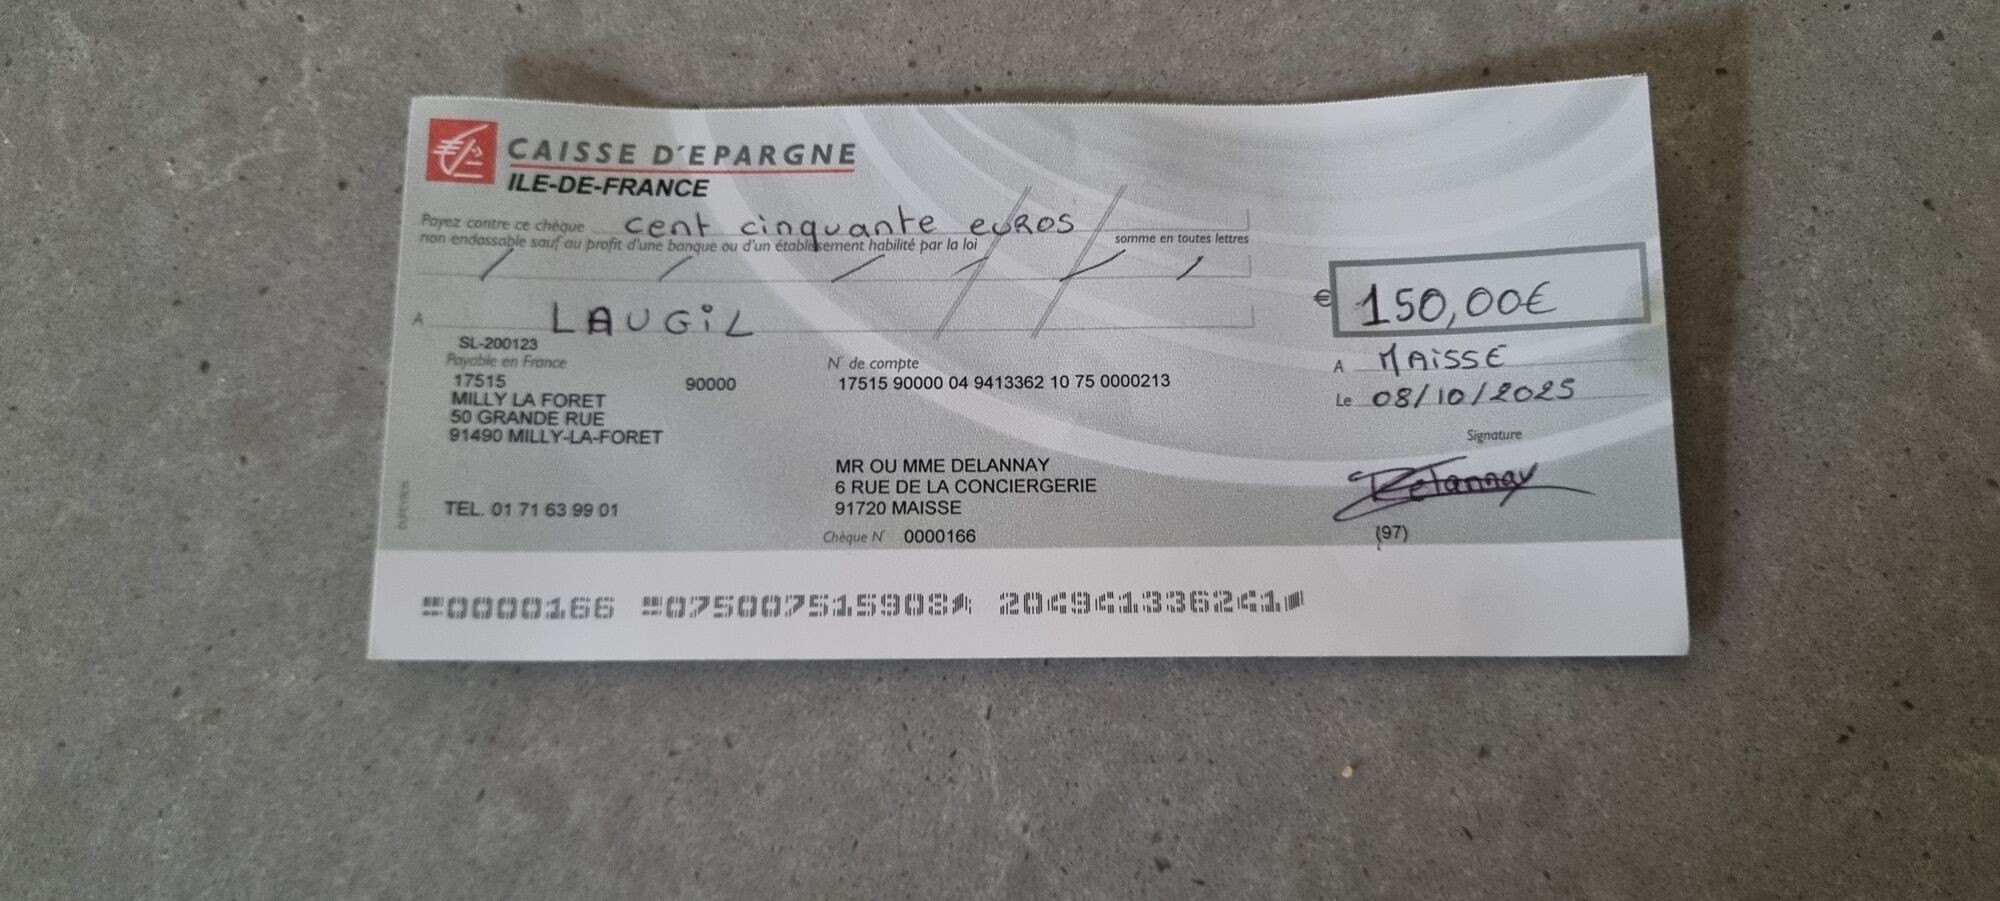 CAISSE D'EPARGNE
ILE-DE-FRANCE
Payez contre ce chèque cent cinquante euros
non endossable sauf au profit d'une banque ou d'un établissement habilité par la loi somme en toutes lettres
€ 150,00€
A LAUGiL
SL-200123
Payable en France N° de compte A MAiSSE
17515 90000 17515 90000 04 9413362 10 75 0000213
MILLY LA FORET Le 08/10/2025
50 GRANDE RUE
91490 MILLY-LA-FORET Signature
MR OU MME DELANNAY
6 RUE DE LA CONCIERGERIE Delannay
91720 MAISSE
TEL. 01 71 63 99 01
Chèque N° 0000166 (97)
0000166 075007515908 204941336241